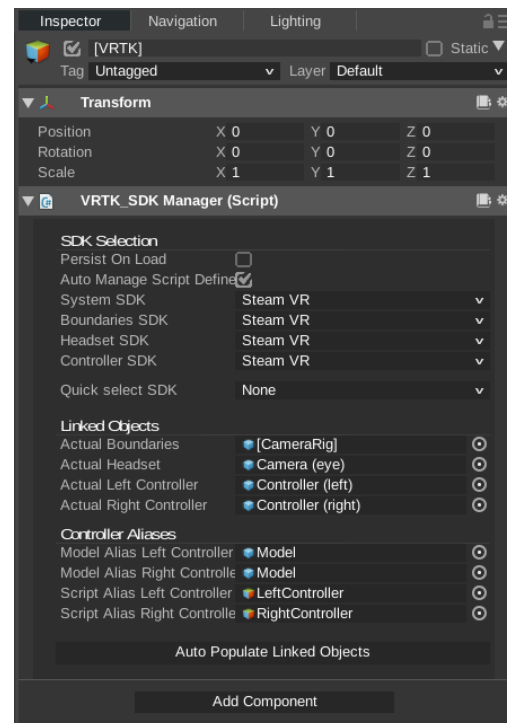 Inspector Navigation Lighting
[VRTK] Static
Tag Untagged Layer Default
Transform
Position X 0 Y 0 Z 0
Rotation X 0 Y 0 Z 0
Scale X 1 Y 1 Z 1
VRTK_SDK Manager (Script)
SDK Selection
Persist On Load
Auto Manage Script Define
System SDK Steam VR
Boundaries SDK Steam VR
Headset SDK Steam VR
Controller SDK Steam VR
Quick select SDK None
Linked Objects
Actual Boundaries [CameraRig]
Actual Headset Camera (eye)
Actual Left Controller Controller (left)
Actual Right Controller Controller (right)
Controller Aliases
Model Alias Left Controller Model
Model Alias Right Controlle Model
Script Alias Left Controller LeftController
Script Alias Right Controlle RightController
Auto Populate Linked Objects
Add Component